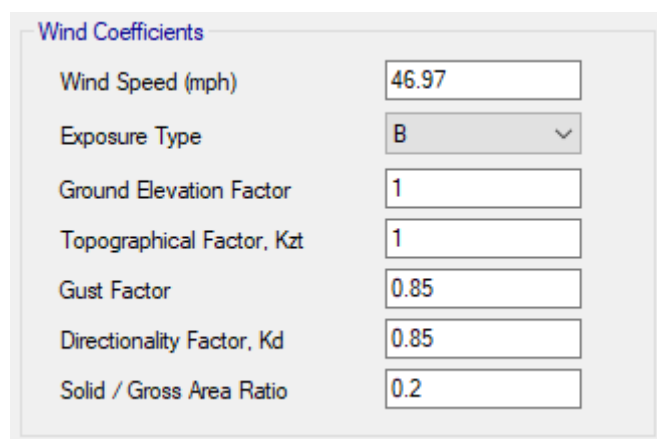 Wind Coefficients
Wind Speed (mph) 46.97
Exposure Type B
Ground Elevation Factor 1
Topographical Factor, Kzt 1
Gust Factor 0.85
Directionality Factor, Kd 0.85
Solid / Gross Area Ratio 0.2